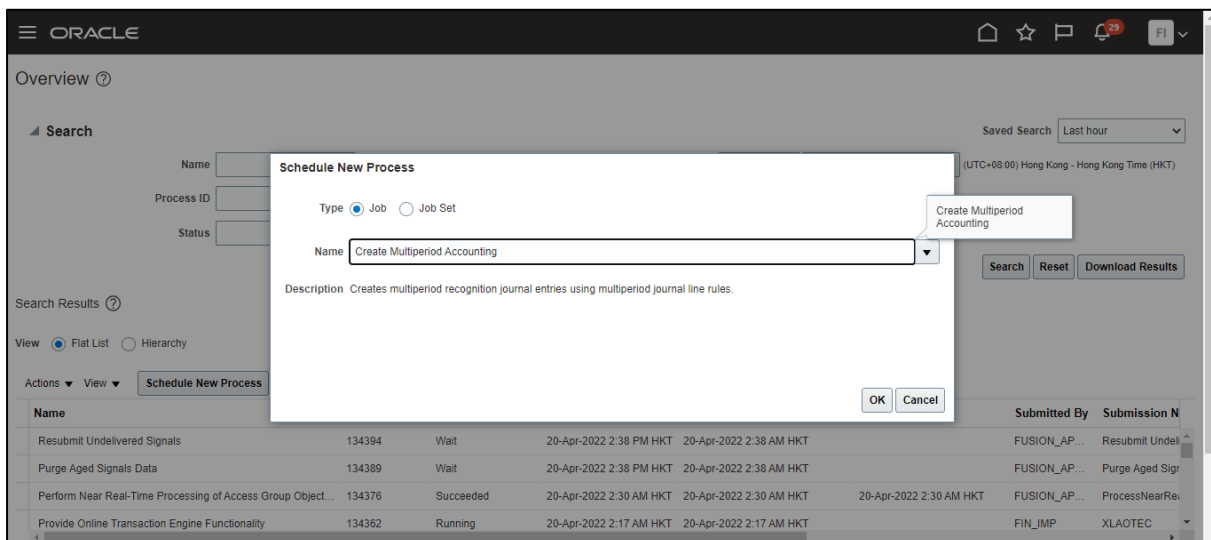 ORACLE
29
FI
Overview
Search
Saved Search Last hour
Name
(UTC+08:00) Hong Kong - Hong Kong Time (HKT)
Process ID
Status
Schedule New Process
Type Job Job Set
Name Create Multiperiod Accounting
Create Multiperiod
Accounting
Description Creates multiperiod recognition journal entries using multiperiod journal line rules.
OK Cancel
Search Reset Download Results
Search Results
View Flat List Hierarchy
Actions View Schedule New Process
Name Submitted By Submission N
Resubmit Undelivered Signals 134394 Wait 20-Apr-2022 2:38 PM HKT 20-Apr-2022 2:38 AM HKT FUSION_AP... Resubmit Undeli
Purge Aged Signals Data 134389 Wait 20-Apr-2022 2:38 PM HKT 20-Apr-2022 2:38 AM HKT FUSION_AP... Purge Aged Sigr
Perform Near Real-Time Processing of Access Group Object... 134376 Succeeded 20-Apr-2022 2:30 AM HKT 20-Apr-2022 2:30 AM HKT 20-Apr-2022 2:30 AM HKT FUSION_AP... ProcessNearRea
Provide Online Transaction Engine Functionality 134362 Running 20-Apr-2022 2:17 AM HKT 20-Apr-2022 2:17 AM HKT FIN_IMP XLAOTEC